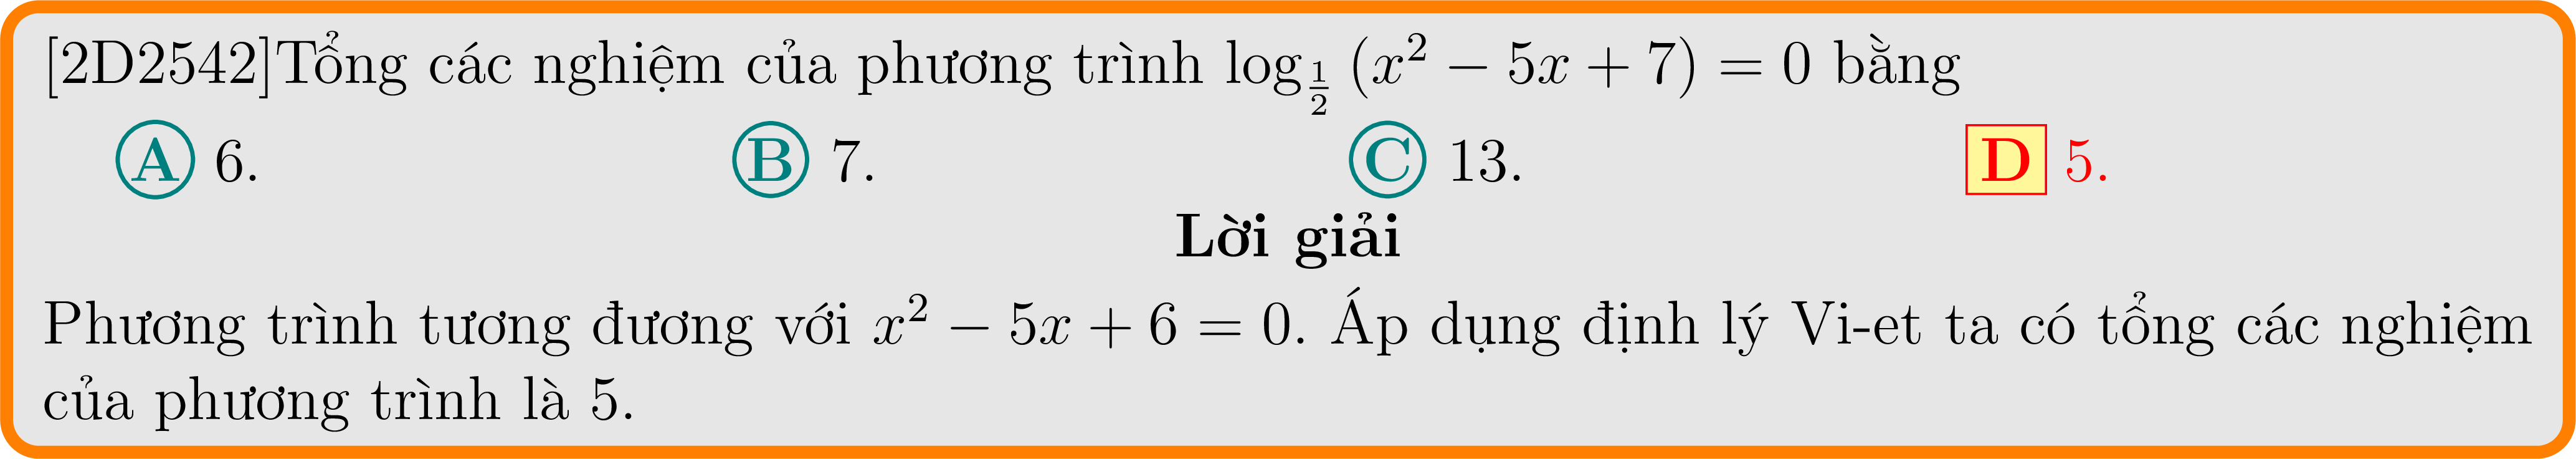 [2D2542]Tổng các nghiệm của phương trình $\log_{\frac{1}{2}}(x^2 - 5x + 7) = 0$ bằng
A 6. B 7. C 13. D 5.
Lời giải
Phương trình tương đương với $x^2 - 5x + 6 = 0$. Áp dụng định lý Vi-et ta có tổng các nghiệm
của phương trình là 5.